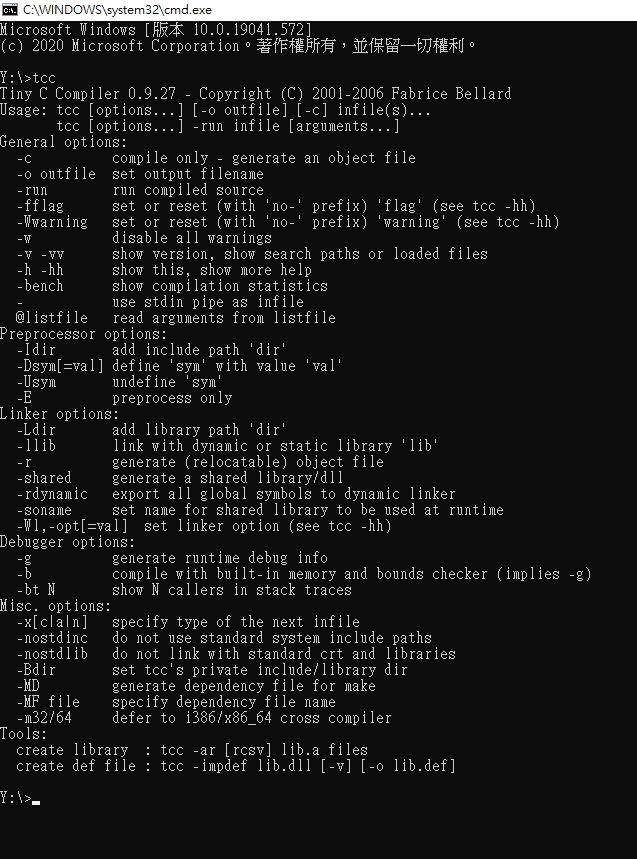 C:\WINDOWS\system32\cmd.exe
Microsoft Windows [版本 10.0.19041.572]
(c) 2020 Microsoft Corporation。著作權所有，並保留一切權利。
Y:\>tcc
Tiny C Compiler 0.9.27 - Copyright (C) 2001-2006 Fabrice Bellard
Usage: tcc [options...] [-o outfile] [-c] infile(s)...
       tcc [options...] -run infile [arguments...]
General options:
  -c          compile only - generate an object file
  -o outfile  set output filename
  -run        run compiled source
  -fflag      set or reset (with 'no-' prefix) 'flag' (see tcc -hh)
  -Wwarning   set or reset (with 'no-' prefix) 'warning' (see tcc -hh)
  -w          disable all warnings
  -v -vv      show version, show search paths or loaded files
  -h -hh      show this, show more help
  -bench      show compilation statistics
  -           use stdin pipe as infile
  @listfile   read arguments from listfile
Preprocessor options:
  -Idir       add include path 'dir'
  -Dsym[=val] define 'sym' with value 'val'
  -Usym       undefine 'sym'
  -E          preprocess only
Linker options:
  -Ldir       add library path 'dir'
  -llib       link with dynamic or static library 'lib'
  -r          generate (relocatable) object file
  -shared     generate a shared library/dll
  -rdynamic   export all global symbols to dynamic linker
  -soname     set name for shared library to be used at runtime
  -Wl,-opt[=val]  set linker option (see tcc -hh)
Debugger options:
  -g          generate runtime debug info
  -b          compile with built-in memory and bounds checker (implies -g)
  -bt N       show N callers in stack traces
Misc. options:
  -x[c|a|n]   specify type of the next infile
  -nostdinc   do not use standard system include paths
  -nostdlib   do not link with standard crt and libraries
  -Bdir       set tcc's private include/library dir
  -MD         generate dependency file for make
  -MF file    specify dependency file name
  -m32/64     defer to i386/x86_64 cross compiler
Tools:
  create library  : tcc -ar [rcsv] lib.a files
  create def file : tcc -impdef lib.dll [-v] [-o lib.def]
Y:\>